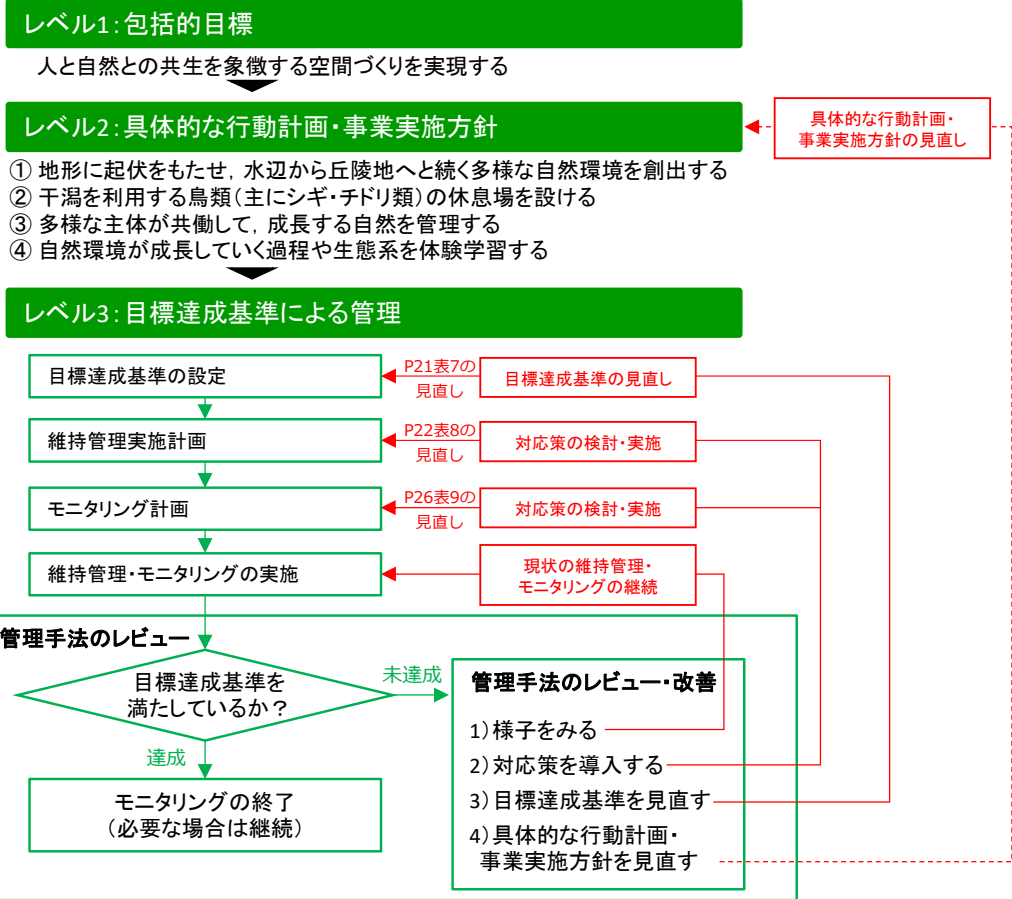 レベル1：包括的目標
人と自然との共生を象徴する空間づくりを実現する
レベル2：具体的な行動計画・事業実施方針
具体的な行動計画・
事業実施方針の見直し
① 地形に起伏をもたせ，水辺から丘陵地へと続く多様な自然環境を創出する
② 干潟を利用する鳥類（主にシギ・チドリ類）の休息場を設ける
③ 多様な主体が共働して，成長する自然を管理する
④ 自然環境が成長していく過程や生態系を体験学習する
レベル3：目標達成基準による管理
目標達成基準の設定
P21表7の
見直し
目標達成基準の見直し
維持管理実施計画
P22表8の
見直し
対応策の検討・実施
モニタリング計画
P26表9の
見直し
対応策の検討・実施
維持管理・モニタリングの実施
現状の維持管理・
モニタリングの継続
管理手法のレビュー
目標達成基準を
満たしているか？
未達成
達成
モニタリングの終了
（必要な場合は継続）
管理手法のレビュー・改善
1）様子をみる
2）対応策を導入する
3）目標達成基準を見直す
4）具体的な行動計画・
事業実施方針を見直す